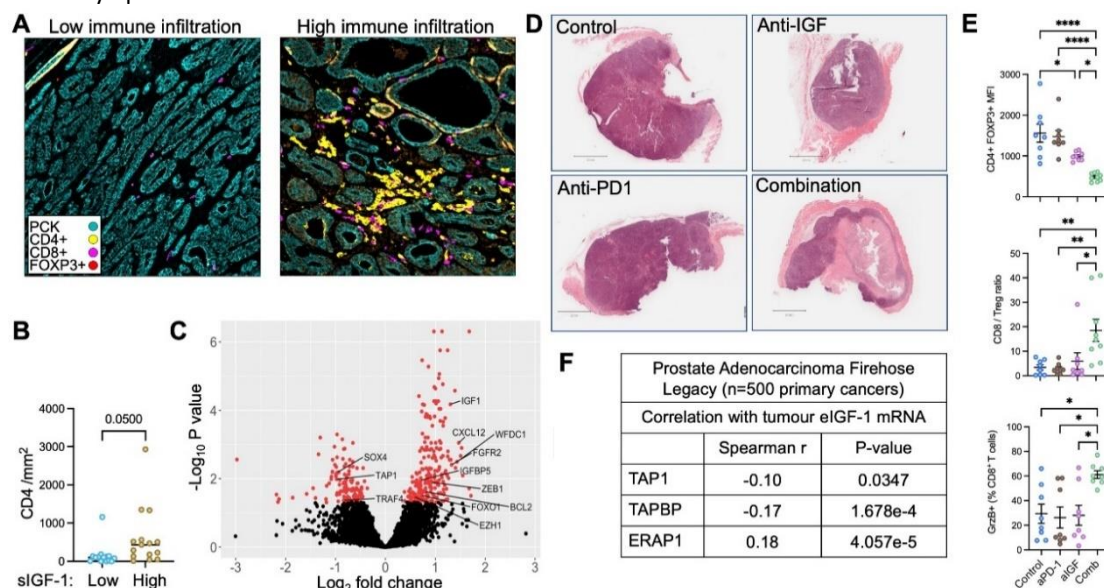 A
Low immune infiltration
High immune infiltration
PCK
CD4+
CD8+
FOXP3+
B
CD4 /mm2
4000
3000
2000
1000
0
0.0500
sIGF-1: Low High
C
-Log10 P value
6
4
2
0
IGF1
CXCL12
WFDC1
FGFR2
SOX4
IGFBP5
TAP1
ZEB1
TRAF4
BCL2
FOXO1
EZH1
-3 -2 -1 0 1 2 3
Log2 fold change
D
Control
Anti-IGF
Anti-PD1
Combination
E
CD4+ FOXP3+ MFI
3000
2000
1000
0
****
****
* *
CD8 / Treg ratio
50
40
30
20
10
0
**
**
*
GrzB+ (% CD8+ T cells)
100
80
60
40
20
0
*
*
*
Control
aPD-1
aIGF
Comb
F
Prostate Adenocarcinoma Firehose
Legacy (n=500 primary cancers)
Correlation with tumour eIGF-1 mRNA
Spearman r P-value
TAP1 -0.10 0.0347
TAPBP -0.17 1.678e-4
ERAP1 0.18 4.057e-5